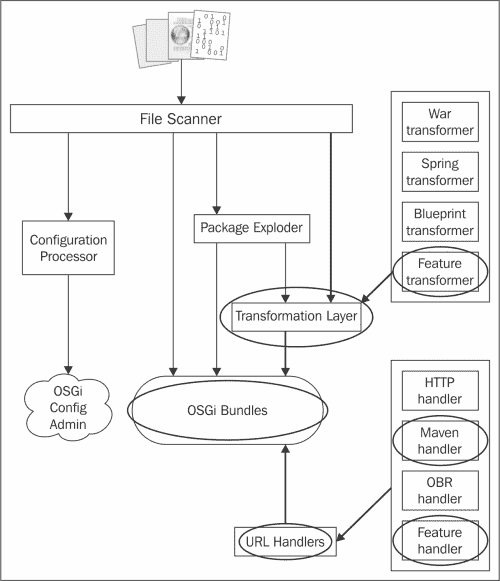 File Scanner
War
transformer
Spring
transformer
Blueprint
transformer
Feature
transformer
Package Exploder
Configuration
Processor
Transformation Layer
OSGi
Config
Admin
OSGi Bundles
HTTP
handler
Maven
handler
OBR
handler
Feature
handler
URL Handlers